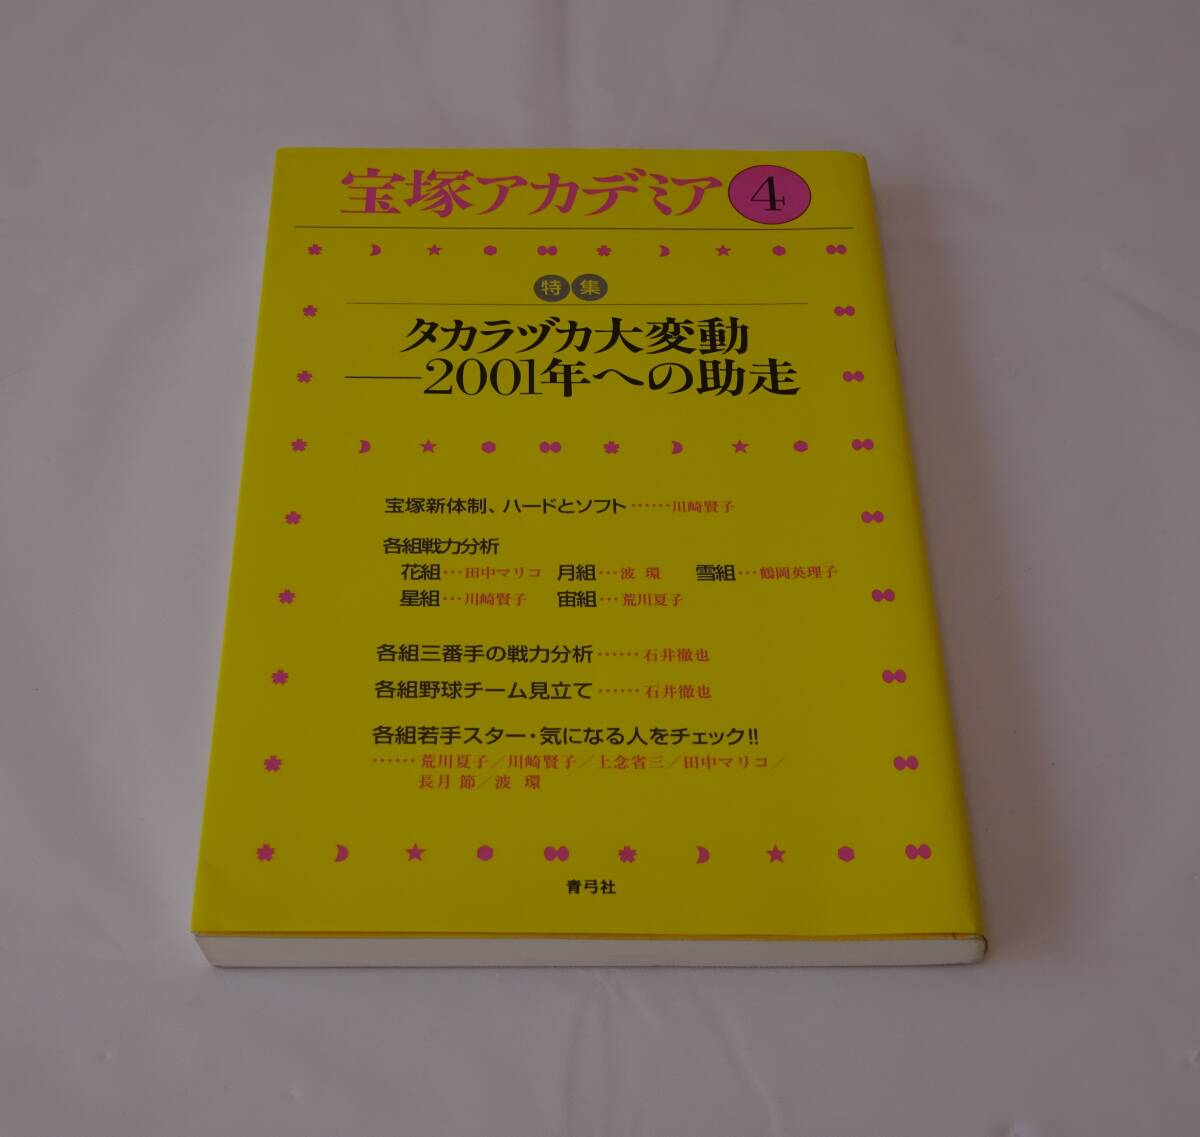 宝塚アカデミア4
特集
タカラヅカ大変動
──2001年への助走
宝塚新体制、ハードとソフト……川崎賢子
各組戦力分析
花組…田中マリコ 月組…波 環 雪組…鶴岡英理子
星組…川崎賢子 宙組…荒川夏子
各組三番手の戦力分析……石井徹也
各組野球チーム見立て……石井徹也
各組若手スター・気になる人をチェック!!
……荒川夏子／川崎賢子／上念省三／田中マリコ／
長月 節／波 環
青弓社